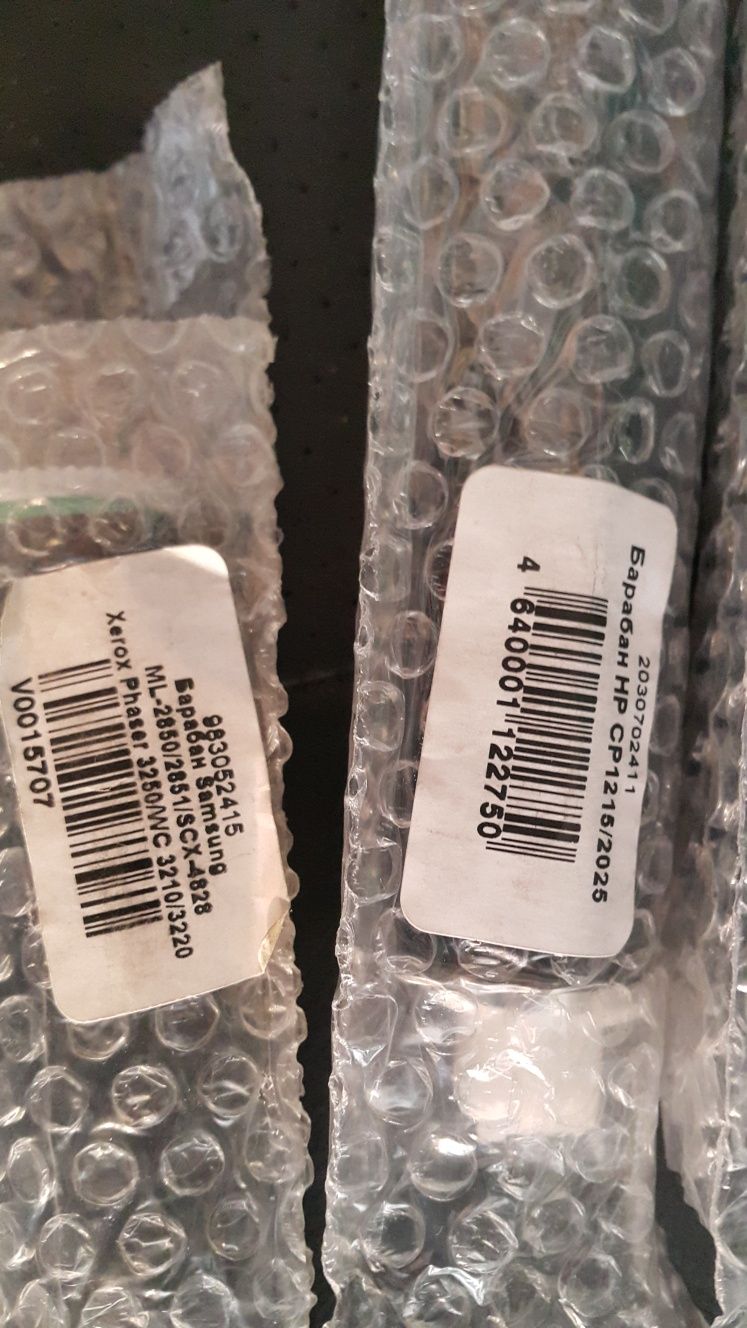 983052415
Барабан Samsung
ML-2850/2851/SCX-4828
Xerox Phaser 3250/WC 3210/3220
V0015707
2030702411
Барабан HP CP1215/2025
4 640001 122750